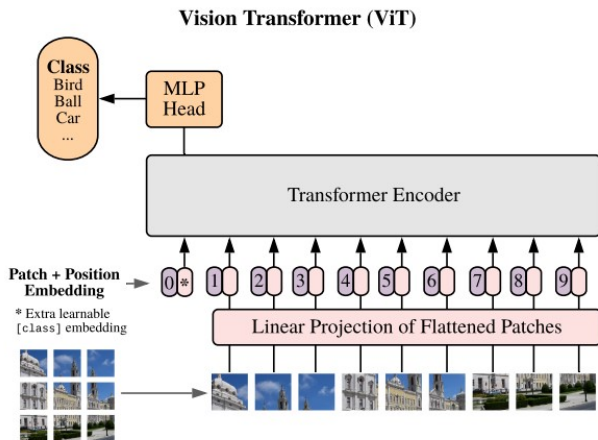 Vision Transformer (ViT)
Class
Bird
Ball
Car
...
MLP
Head
Transformer Encoder
Patch + Position
Embedding
0 * 1 2 3 4 5 6 7 8 9
* Extra learnable
[class] embedding
Linear Projection of Flattened Patches